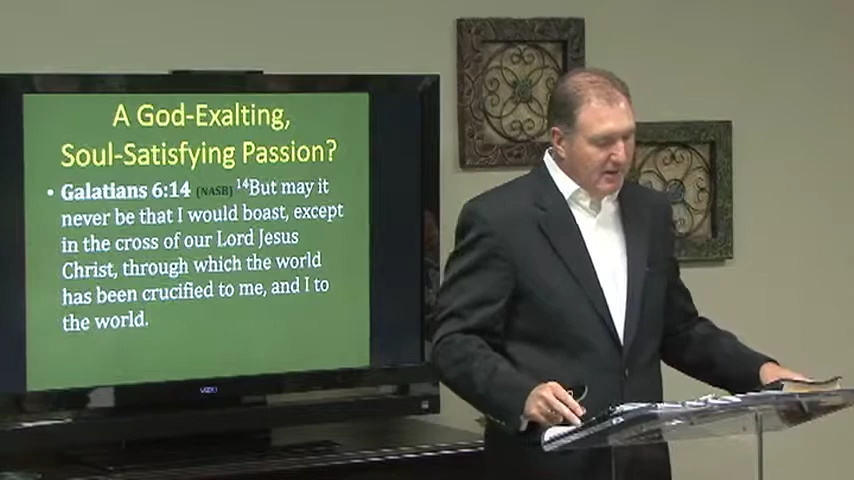 A God-Exalting,
Soul-Satisfying Passion?
• Galatians 6:14 (NASB) 14But may it
never be that I would boast, except
in the cross of our Lord Jesus
Christ, through which the world
has been crucified to me, and I to
the world.
VIZIO